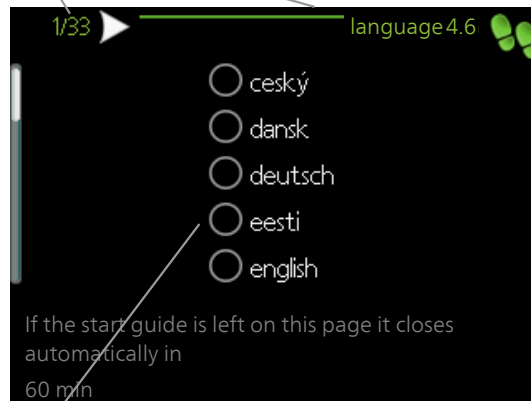 1/33 language 4.6
ceský
dansk
deutsch
eesti
english
If the start guide is left on this page it closes
automatically in
60 min